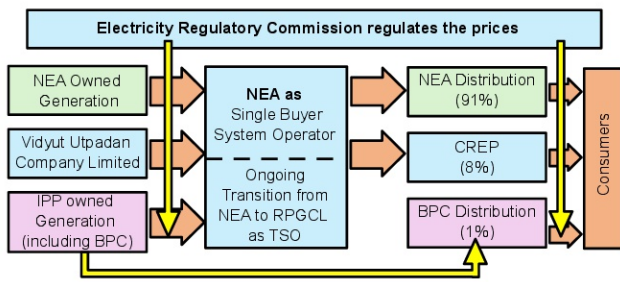 Electricity Regulatory Commission regulates the prices
NEA Owned
Generation
Vidyut Utpadan
Company Limited
IPP owned
Generation
(including BPC)
NEA as
Single Buyer
System Operator
Ongoing
Transition from
NEA to RPGCL
as TSO
NEA Distribution
(91%)
CREP
(8%)
BPC Distribution
(1%)
Consumers